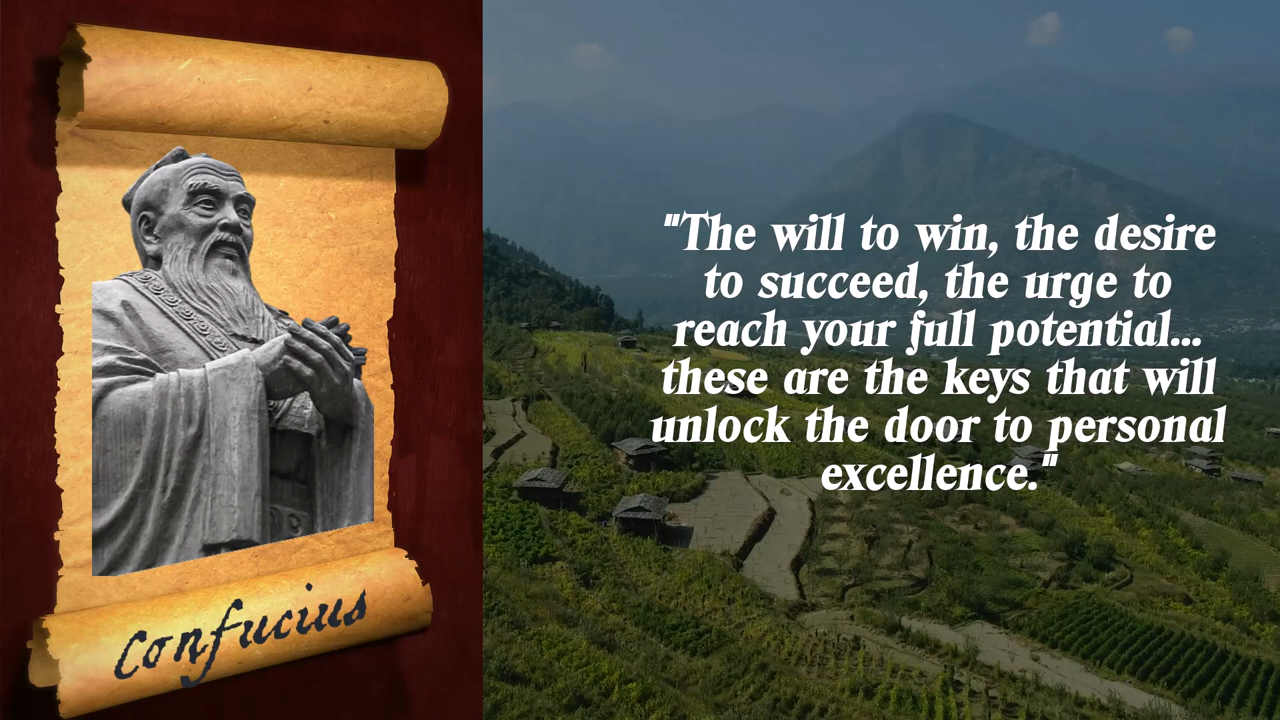 Confucius
"The will to win, the desire
to succeed, the urge to
reach your full potential...
these are the keys that will
unlock the door to personal
excellence."